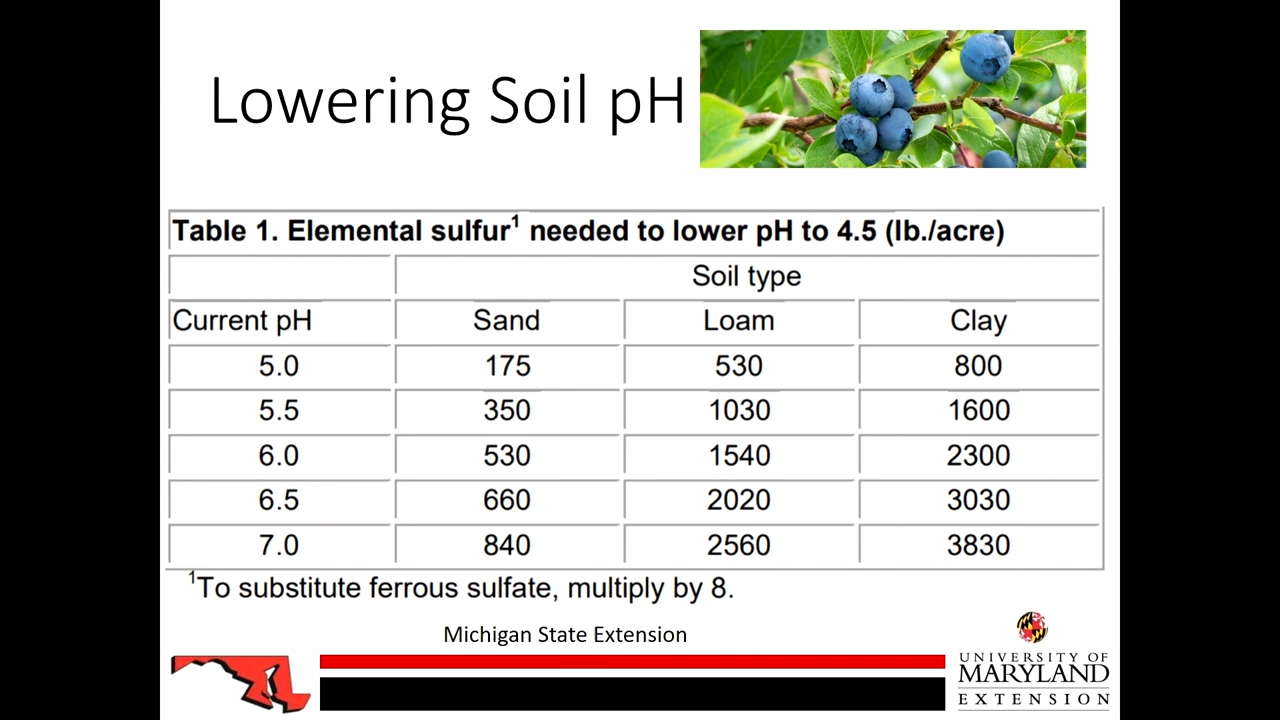 Lowering Soil pH
Table 1. Elemental sulfur¹ needed to lower pH to 4.5 (lb./acre)
Soil type
Current pH Sand Loam Clay
5.0 175 530 800
5.5 350 1030 1600
6.0 530 1540 2300
6.5 660 2020 3030
7.0 840 2560 3830
¹To substitute ferrous sulfate, multiply by 8.
Michigan State Extension
UNIVERSITY OF
MARYLAND
EXTENSION